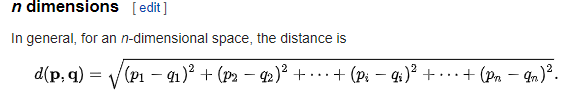 n dimensions [ edit ]
In general, for an n-dimensional space, the distance is
d(p, q) = √((p₁ − q₁)² + (p₂ − q₂)² + ⋯ + (pᵢ − qᵢ)² + ⋯ + (pₙ − qₙ)²).